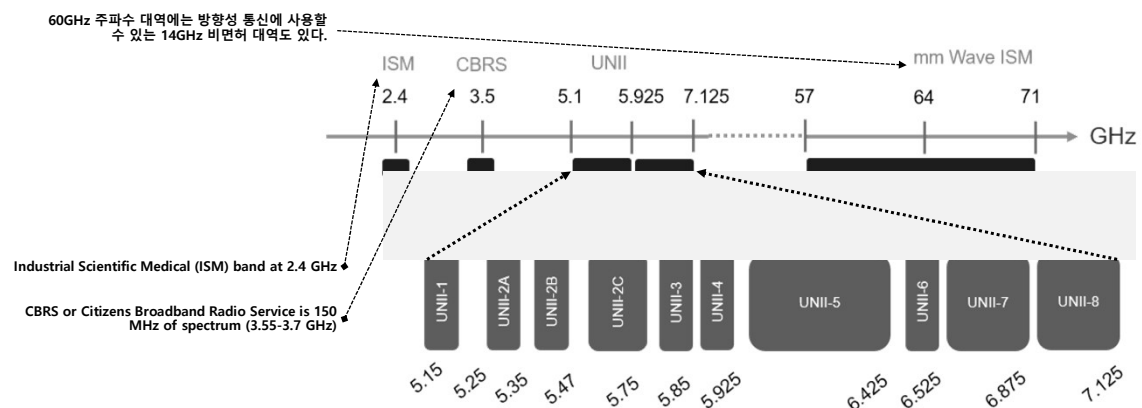 60GHz 주파수 대역에는 방향성 통신에 사용할
수 있는 14GHz 비면허 대역도 있다.
ISM CBRS UNII mm Wave ISM
2.4 3.5 5.1 5.925 7.125 57 64 71
GHz
Industrial Scientific Medical (ISM) band at 2.4 GHz
CBRS or Citizens Broadband Radio Service is 150
MHz of spectrum (3.55-3.7 GHz)
UNII-1 UNII-2A UNII-2B UNII-2C UNII-3 UNII-4 UNII-5 UNII-6 UNII-7 UNII-8
5.15 5.25 5.35 5.47 5.75 5.85 5.925 6.425 6.525 6.875 7.125